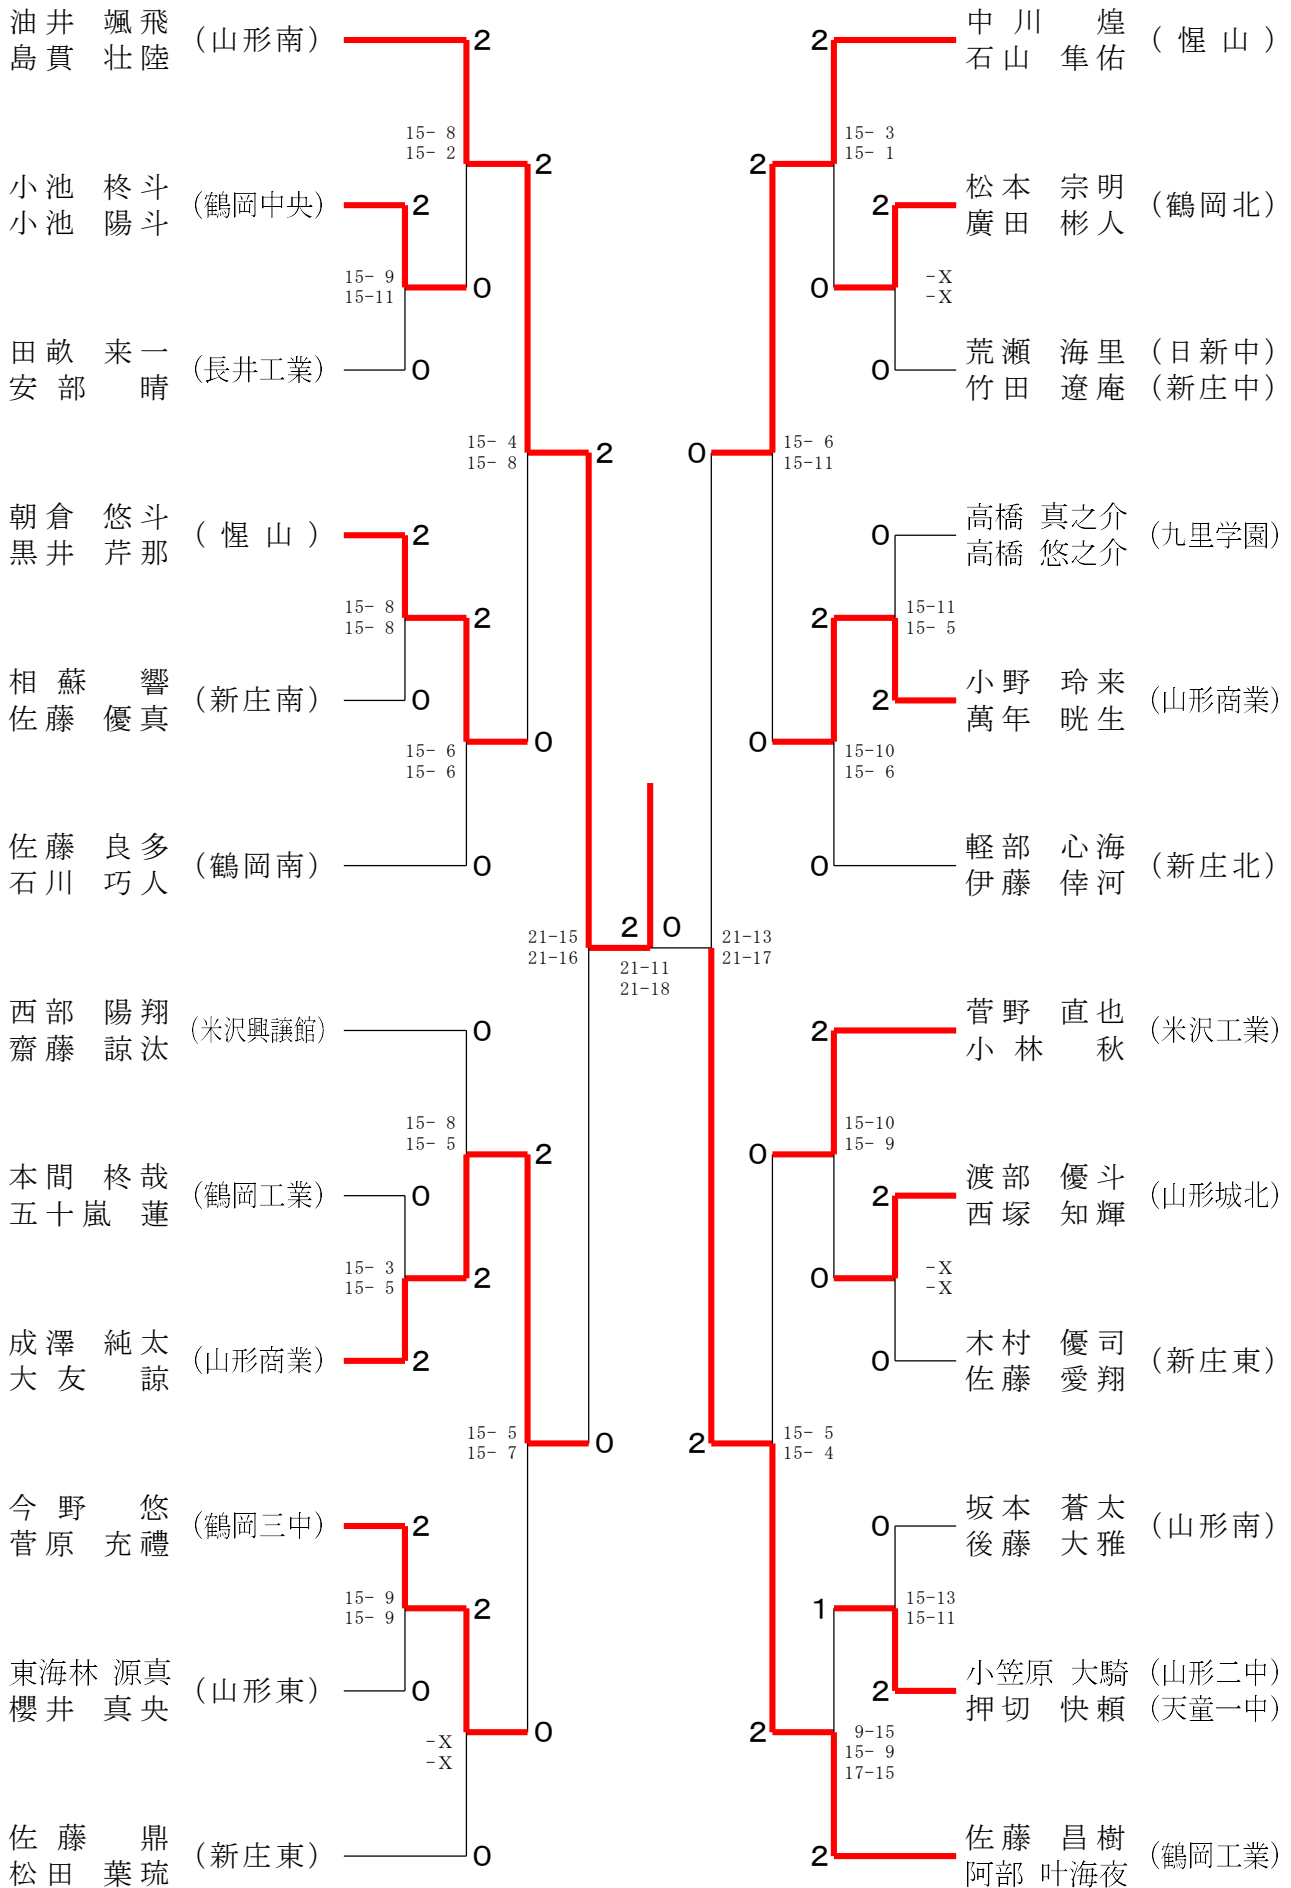 油井 颯飛
島貫 壮陸
(山形南)
2
15- 8
15- 2
2
小池 柊斗
小池 陽斗
(鶴岡中央)
2
15- 9
15-11
0
田畝 来一
安部 晴
(長井工業)
0
15- 4
15- 8
2
朝倉 悠斗
黒井 芹那
(惺山)
2
15- 8
15- 8
2
相蘇 響
佐藤 優真
(新庄南)
0
15- 6
15- 6
0
佐藤 良多
石川 巧人
(鶴岡南)
0
21-15
21-16
2
0
21-11
21-18
西部 陽翔
齋藤 諒汰
(米沢興譲館)
0
15- 8
15- 5
2
本間 柊哉
五十嵐 蓮
(鶴岡工業)
0
15- 3
15- 5
2
成澤 純太
大友 諒
(山形商業)
2
15- 5
15- 7
0
今野 悠
菅原 充禮
(鶴岡三中)
2
15- 9
15- 9
2
東海林 源真
櫻井 真央
(山形東)
0
-X
-X
0
佐藤 鼎
松田 葉琉
(新庄東)
0
2
中川 煌
石山 隼佑
(惺山)
15- 3
15- 1
2
2
松本 宗明
廣田 彬人
(鶴岡北)
-X
-X
0
0
荒瀬 海里 (日新中)
竹田 遼庵 (新庄中)
0
15- 6
15-11
0
高橋 真之介
高橋 悠之介
(九里学園)
15-11
15- 5
2
2
小野 玲来
萬年 晄生
(山形商業)
0
15-10
15- 6
0
軽部 心海
伊藤 倖河
(新庄北)
21-13
21-17
2
菅野 直也
小林 秋
(米沢工業)
15-10
15- 9
0
2
渡部 優斗
西塚 知輝
(山形城北)
-X
-X
0
0
木村 優司
佐藤 愛翔
(新庄東)
2
15- 5
15- 4
0
坂本 蒼太
後藤 大雅
(山形南)
15-13
15-11
1
2
小笠原 大騎 (山形二中)
押切 快頼 (天童一中)
2
9-15
15- 9
17-15
2
佐藤 昌樹
阿部 叶海夜
(鶴岡工業)